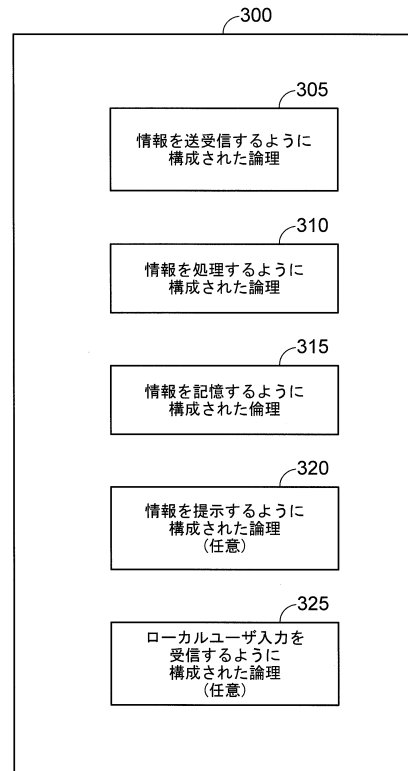 300
305
情報を送受信するように
構成された論理
310
情報を処理するように
構成された論理
315
情報を記憶するように
構成された倫理
320
情報を提示するように
構成された論理
(任意)
325
ローカルユーザ入力を
受信するように
構成された論理
(任意)